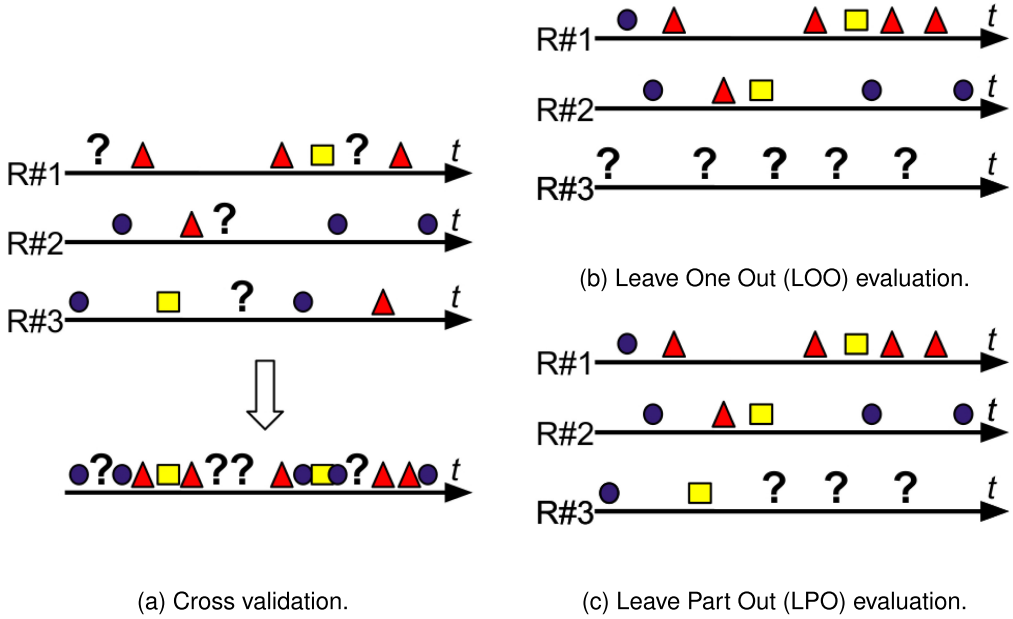 ? ? t
R#1
? t
R#2
? t
R#3
? ? ? ? t
(a) Cross validation.
t
R#1
t
R#2
? ? ? ? ? t
R#3
(b) Leave One Out (LOO) evaluation.
t
R#1
t
R#2
? ? ? t
R#3
(c) Leave Part Out (LPO) evaluation.